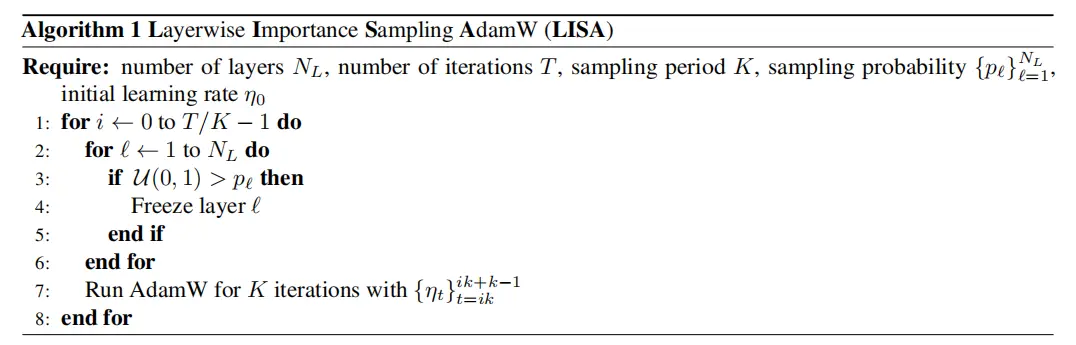 Algorithm 1 Layerwise Importance Sampling AdamW (LISA)
Require: number of layers $N_L$, number of iterations $T$, sampling period $K$, sampling probability $\{p_\ell\}_{\ell=1}^{N_L}$,
initial learning rate $\eta_0$
1: for $i \leftarrow 0$ to $T/K - 1$ do
2: for $\ell \leftarrow 1$ to $N_L$ do
3: if $\mathcal{U}(0, 1) > p_\ell$ then
4: Freeze layer $\ell$
5: end if
6: end for
7: Run AdamW for $K$ iterations with $\{\eta_t\}_{t=ik}^{ik+k-1}$
8: end for